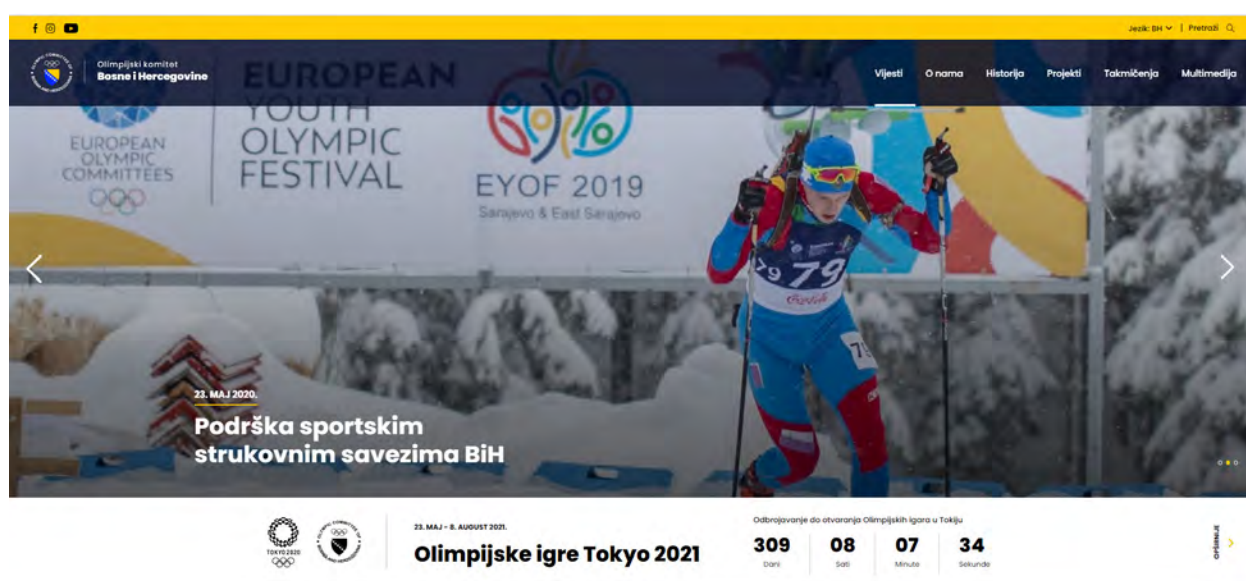 Jezik: BH | Pretraži
Olimpijski komitet
Bosne i Hercegovine
Vijesti O nama Historija Projekti Takmičenja Multimedija
EUROPEAN
OLYMPIC
COMMITTEES
EUROPEAN
YOUTH
OLYMPIC
FESTIVAL
EYOF 2019
Sarajevo & East Sarajevo
79
Coca-Cola
79
23. MAJ 2020.
Podrška sportskim
strukovnim savezima BiH
TOKYO 2020
23. MAJ - 8. AUGUST 2021.
Olimpijske igre Tokyo 2021
Odbrojavanje do otvaranja Olimpijskih igara u Tokiju
309 08 07 34
Dani Sati Minute Sekunde
OPŠIRNIJE